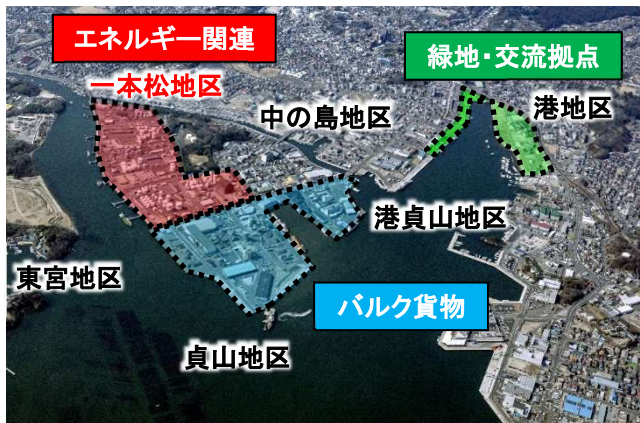 エネルギー関連
緑地・交流拠点
一本松地区
中の島地区
港地区
港貞山地区
東宮地区
バルク貨物
貞山地区